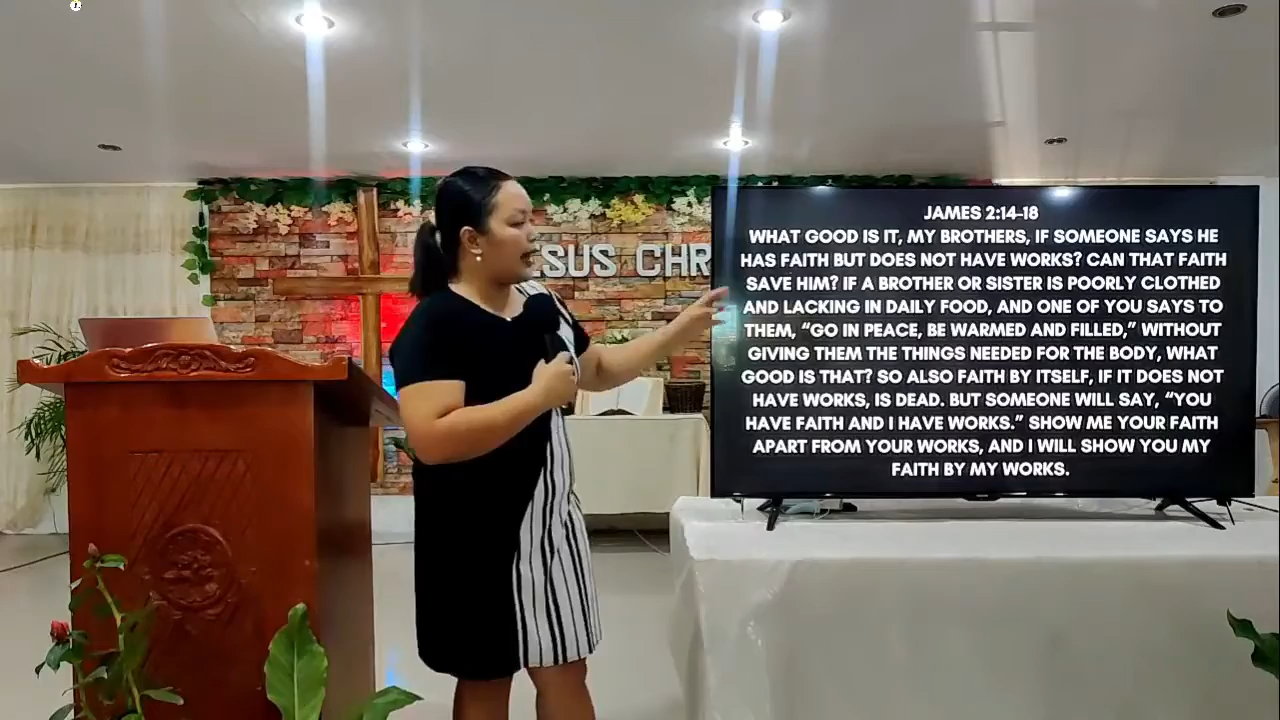 SUS CHR
JAMES 2:14-18
WHAT GOOD IS IT, MY BROTHERS, IF SOMEONE SAYS HE
HAS FAITH BUT DOES NOT HAVE WORKS? CAN THAT FAITH
SAVE HIM? IF A BROTHER OR SISTER IS POORLY CLOTHED
AND LACKING IN DAILY FOOD, AND ONE OF YOU SAYS TO
THEM, “GO IN PEACE, BE WARMED AND FILLED,” WITHOUT
GIVING THEM THE THINGS NEEDED FOR THE BODY, WHAT
GOOD IS THAT? SO ALSO FAITH BY ITSELF, IF IT DOES NOT
HAVE WORKS, IS DEAD. BUT SOMEONE WILL SAY, “YOU
HAVE FAITH AND I HAVE WORKS.” SHOW ME YOUR FAITH
APART FROM YOUR WORKS, AND I WILL SHOW YOU MY
FAITH BY MY WORKS.